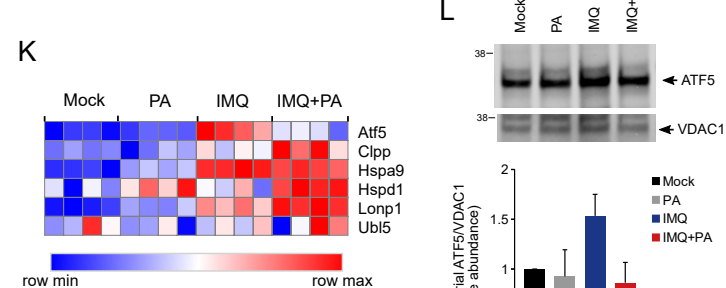 K
Mock PA IMQ IMQ+PA
Atf5
Clpp
Hspa9
Hspd1
Lonp1
Ubl5
row min row max
L
Mock
PA
IMQ
IMQ+
38
ATF5
38
VDAC1
2
1.5
1
ATF5/VDAC1
abundance)
Mock
PA
IMQ
IMQ+PA